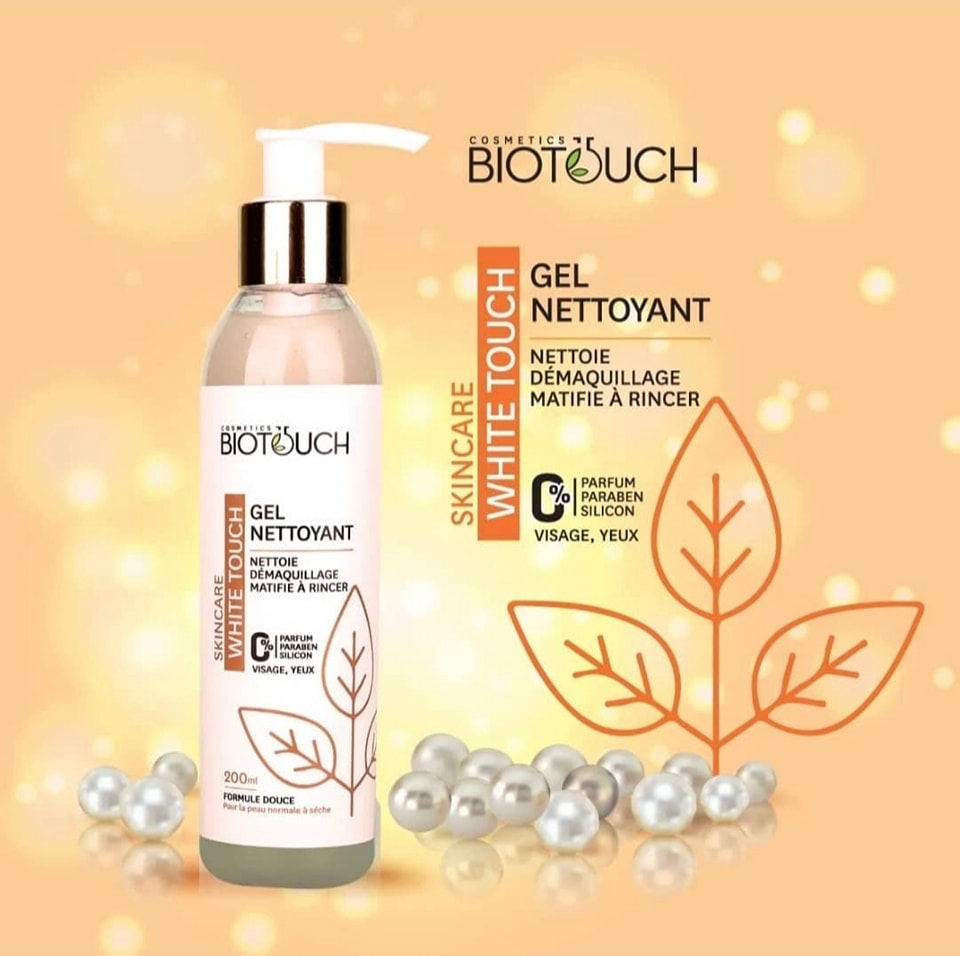 COSMETICS
BIOTOUCH
SKINCARE
WHITE TOUCH
GEL
NETTOYANT
NETTOIE
DÉMAQUILLAGE
MATIFIE À RINCER
0% PARFUM
PARABEN
SILICON
VISAGE, YEUX
COSMETICS
BIOTOUCH
SKINCARE
WHITE TOUCH
GEL
NETTOYANT
NETTOIE
DÉMAQUILLAGE
MATIFIE À RINCER
0% PARFUM
PARABEN
SILICON
VISAGE, YEUX
200ml
FORMULE DOUCE
Pour la peau normale à sèche